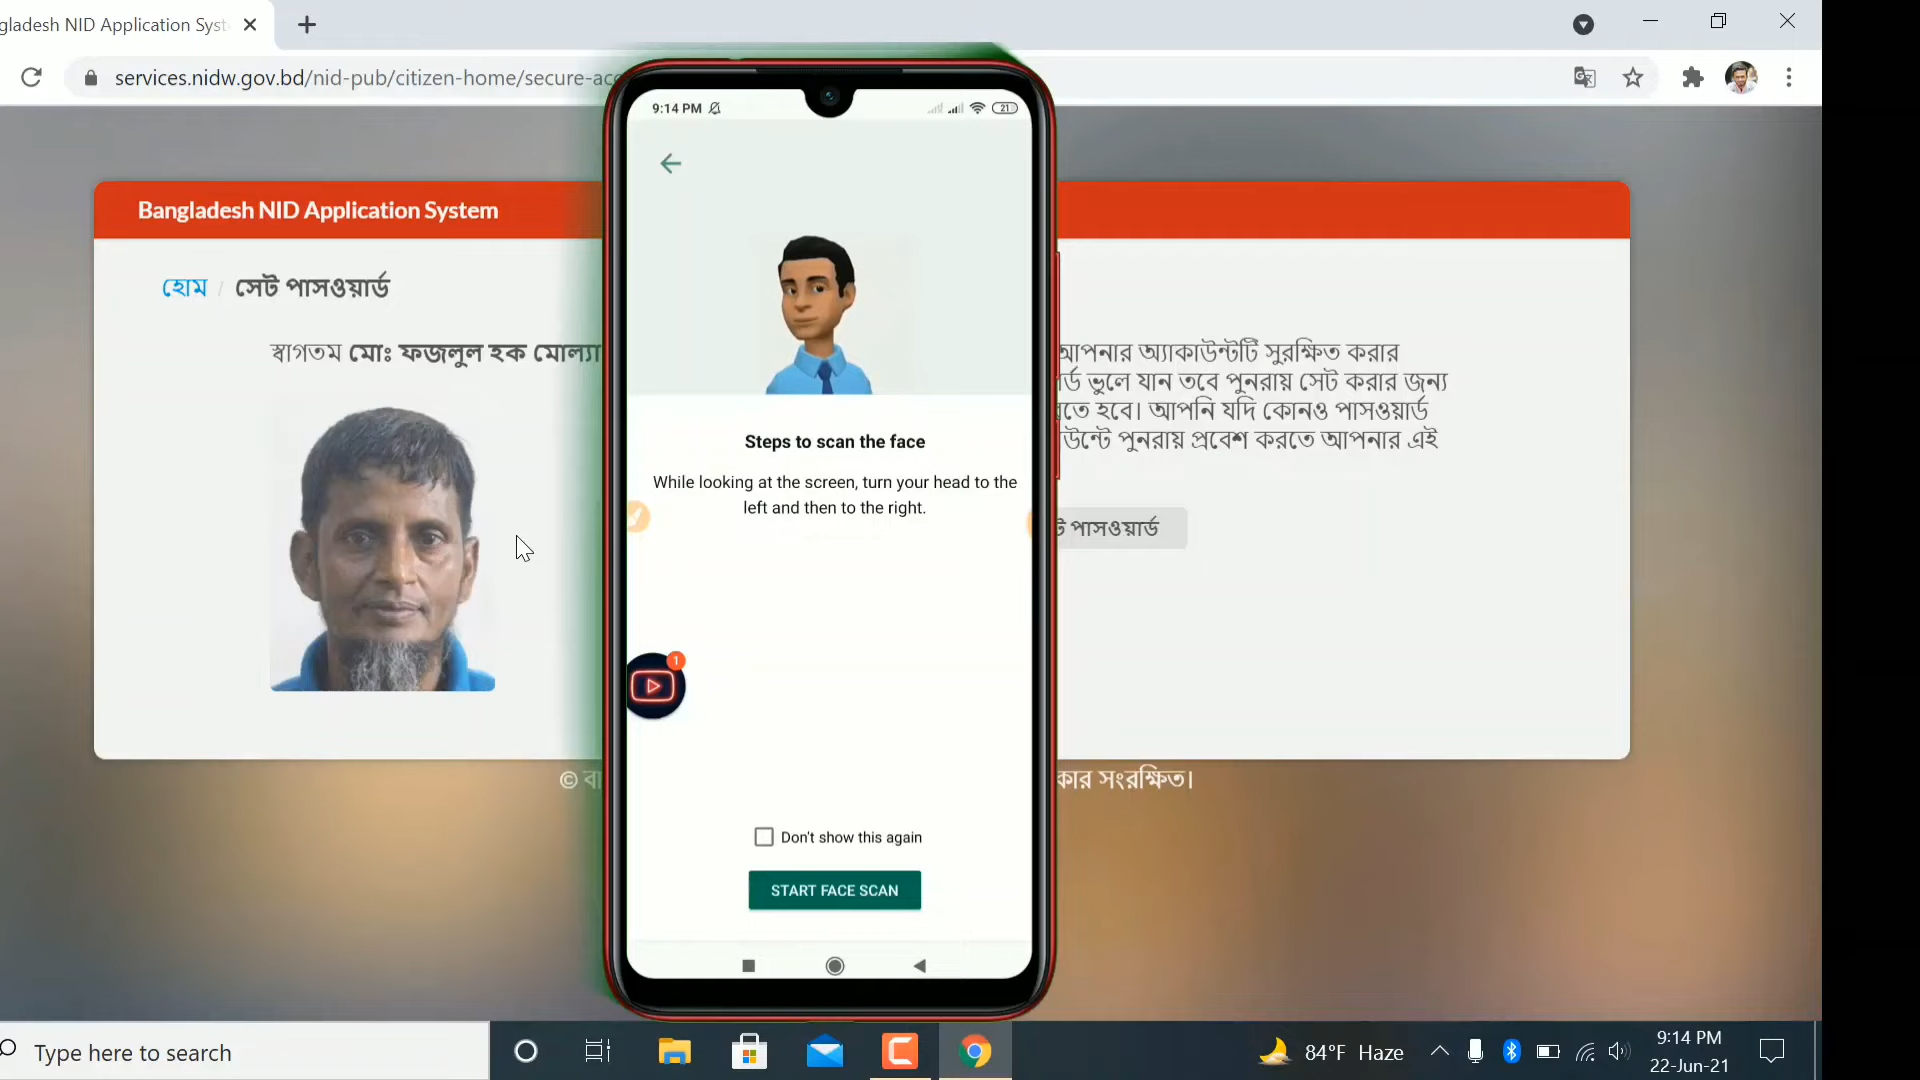 gladesh NID Application Syst
services.nidw.gov.bd/nid-pub/citizen-home/secure-acc
Bangladesh NID Application System
হোম / সেট পাসওয়ার্ড
স্বাগতম মোঃ ফজলুল হক মোল্যা
আপনার অ্যাকাউন্টটি সুরক্ষিত করার
র্ড ভুলে যান তবে পুনরায় সেট করার জন্য
তে হবে। আপনি যদি কোনও পাসওয়ার্ড
উন্টে পুনরায় প্রবেশ করতে আপনার এই
ট পাসওয়ার্ড
9:14 PM
21
Steps to scan the face
While looking at the screen, turn your head to the
left and then to the right.
1
Don't show this again
START FACE SCAN
© বা
কার সংরক্ষিত।
Type here to search
84°F Haze
9:14 PM
22-Jun-21